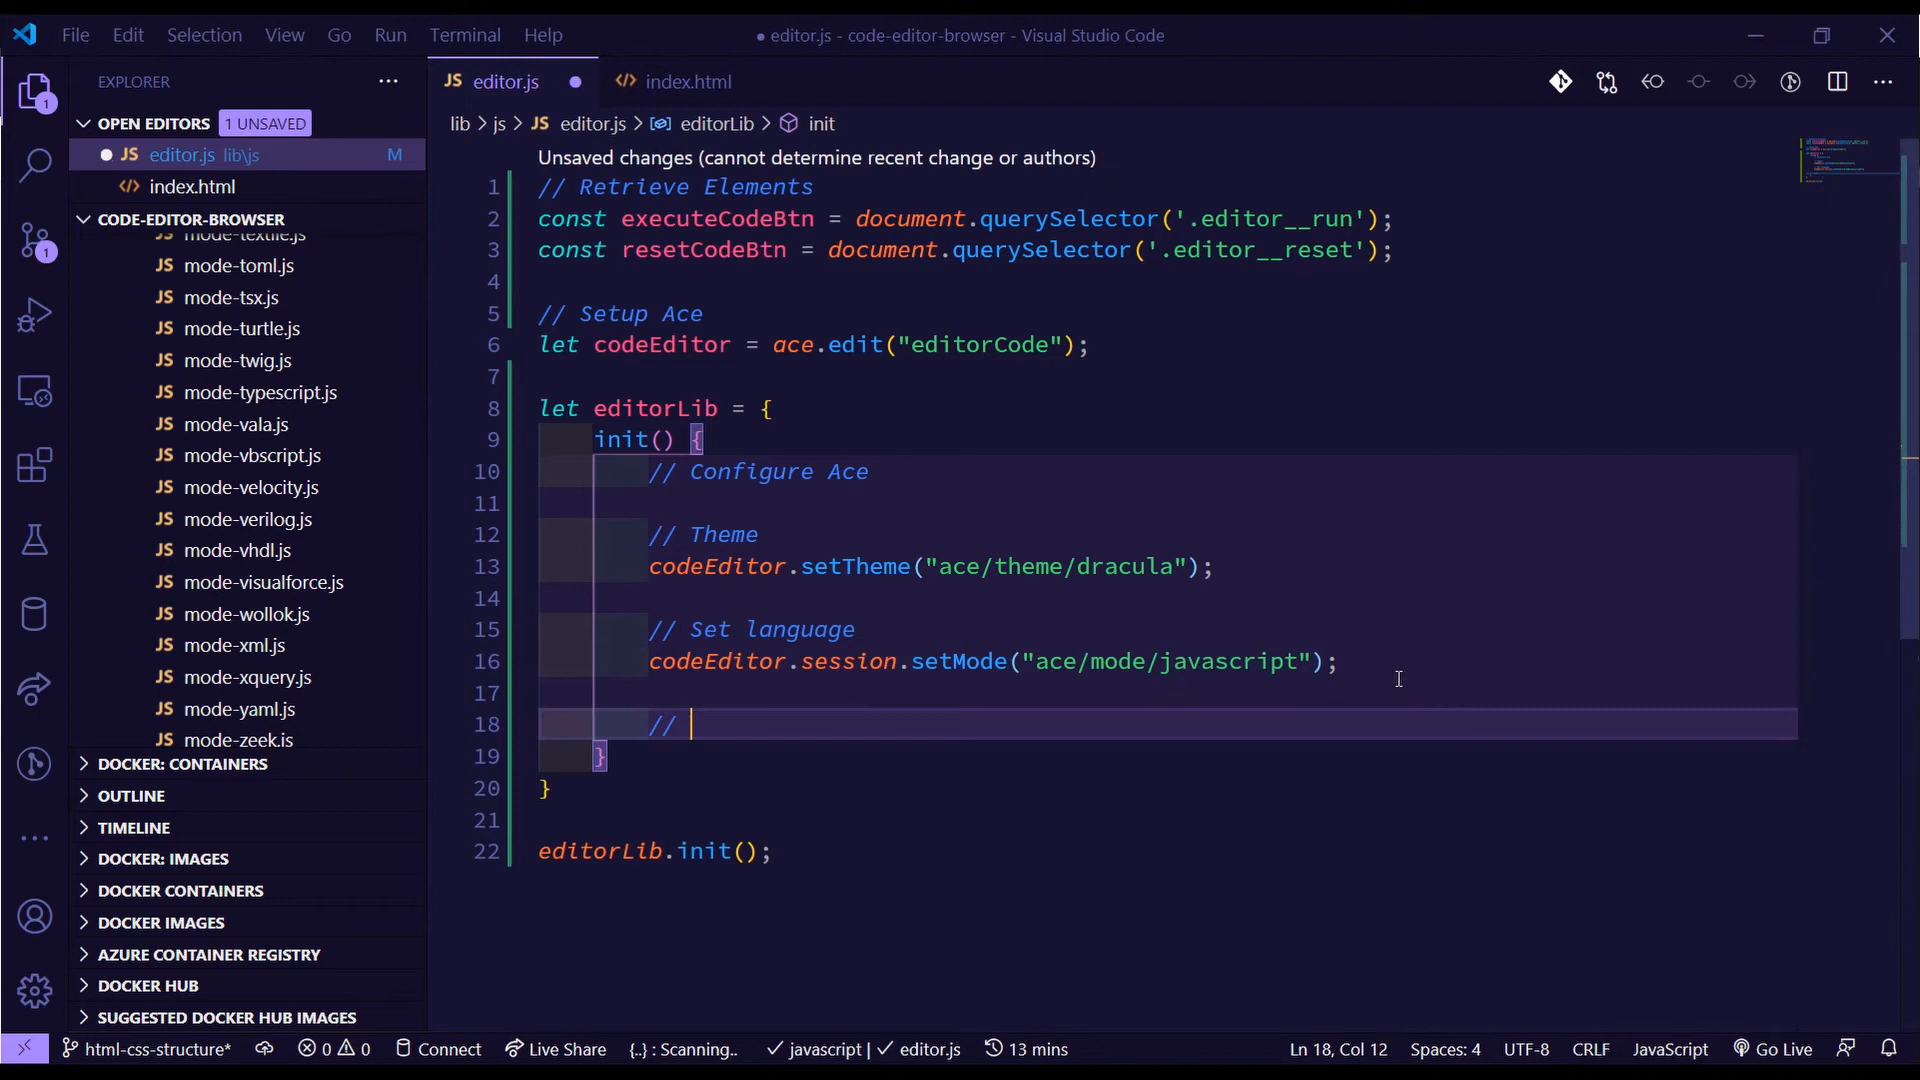 File Edit Selection View Go Run Terminal Help
● editor.js - code-editor-browser - Visual Studio Code
EXPLORER
JS editor.js
index.html
OPEN EDITORS 1 UNSAVED
JS editor.js lib\js M
index.html
CODE-EDITOR-BROWSER
JS mode-textile.js
JS mode-toml.js
JS mode-tsx.js
JS mode-turtle.js
JS mode-twig.js
JS mode-typescript.js
JS mode-vala.js
JS mode-vbscript.js
JS mode-velocity.js
JS mode-verilog.js
JS mode-vhdl.js
JS mode-visualforce.js
JS mode-wollok.js
JS mode-xml.js
JS mode-xquery.js
JS mode-yaml.js
JS mode-zeek.js
DOCKER: CONTAINERS
OUTLINE
TIMELINE
DOCKER: IMAGES
DOCKER CONTAINERS
DOCKER IMAGES
AZURE CONTAINER REGISTRY
DOCKER HUB
SUGGESTED DOCKER HUB IMAGES
1
1
lib > js > JS editor.js > editorLib > init
Unsaved changes (cannot determine recent change or authors)
1 // Retrieve Elements
2 const executeCodeBtn = document.querySelector('.editor__run');
3 const resetCodeBtn = document.querySelector('.editor__reset');
4
5 // Setup Ace
6 let codeEditor = ace.edit("editorCode");
7
8 let editorLib = {
9 init() {
10 // Configure Ace
11
12 // Theme
13 codeEditor.setTheme("ace/theme/dracula");
14
15 // Set language
16 codeEditor.session.setMode("ace/mode/javascript");
17
18 //
19 }
20 }
21
22 editorLib.init();
html-css-structure* 0 0 Connect Live Share {..} : Scanning.. ✓ javascript | ✓ editor.js 13 mins Ln 18, Col 12 Spaces: 4 UTF-8 CRLF JavaScript Go Live